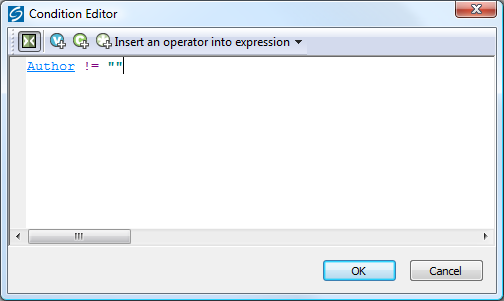 Condition Editor
Insert an operator into expression
Author != ""
OK
Cancel